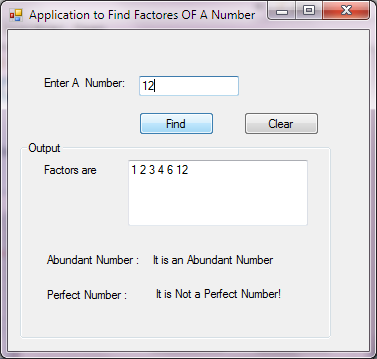 Application to Find Factores OF A Number
Enter A  Number: 12
Find Clear
Output
Factors are 1 2 3 4 6 12
Abundant Number : It is an Abundant Number
Perfect Number : It is Not a Perfect Number!